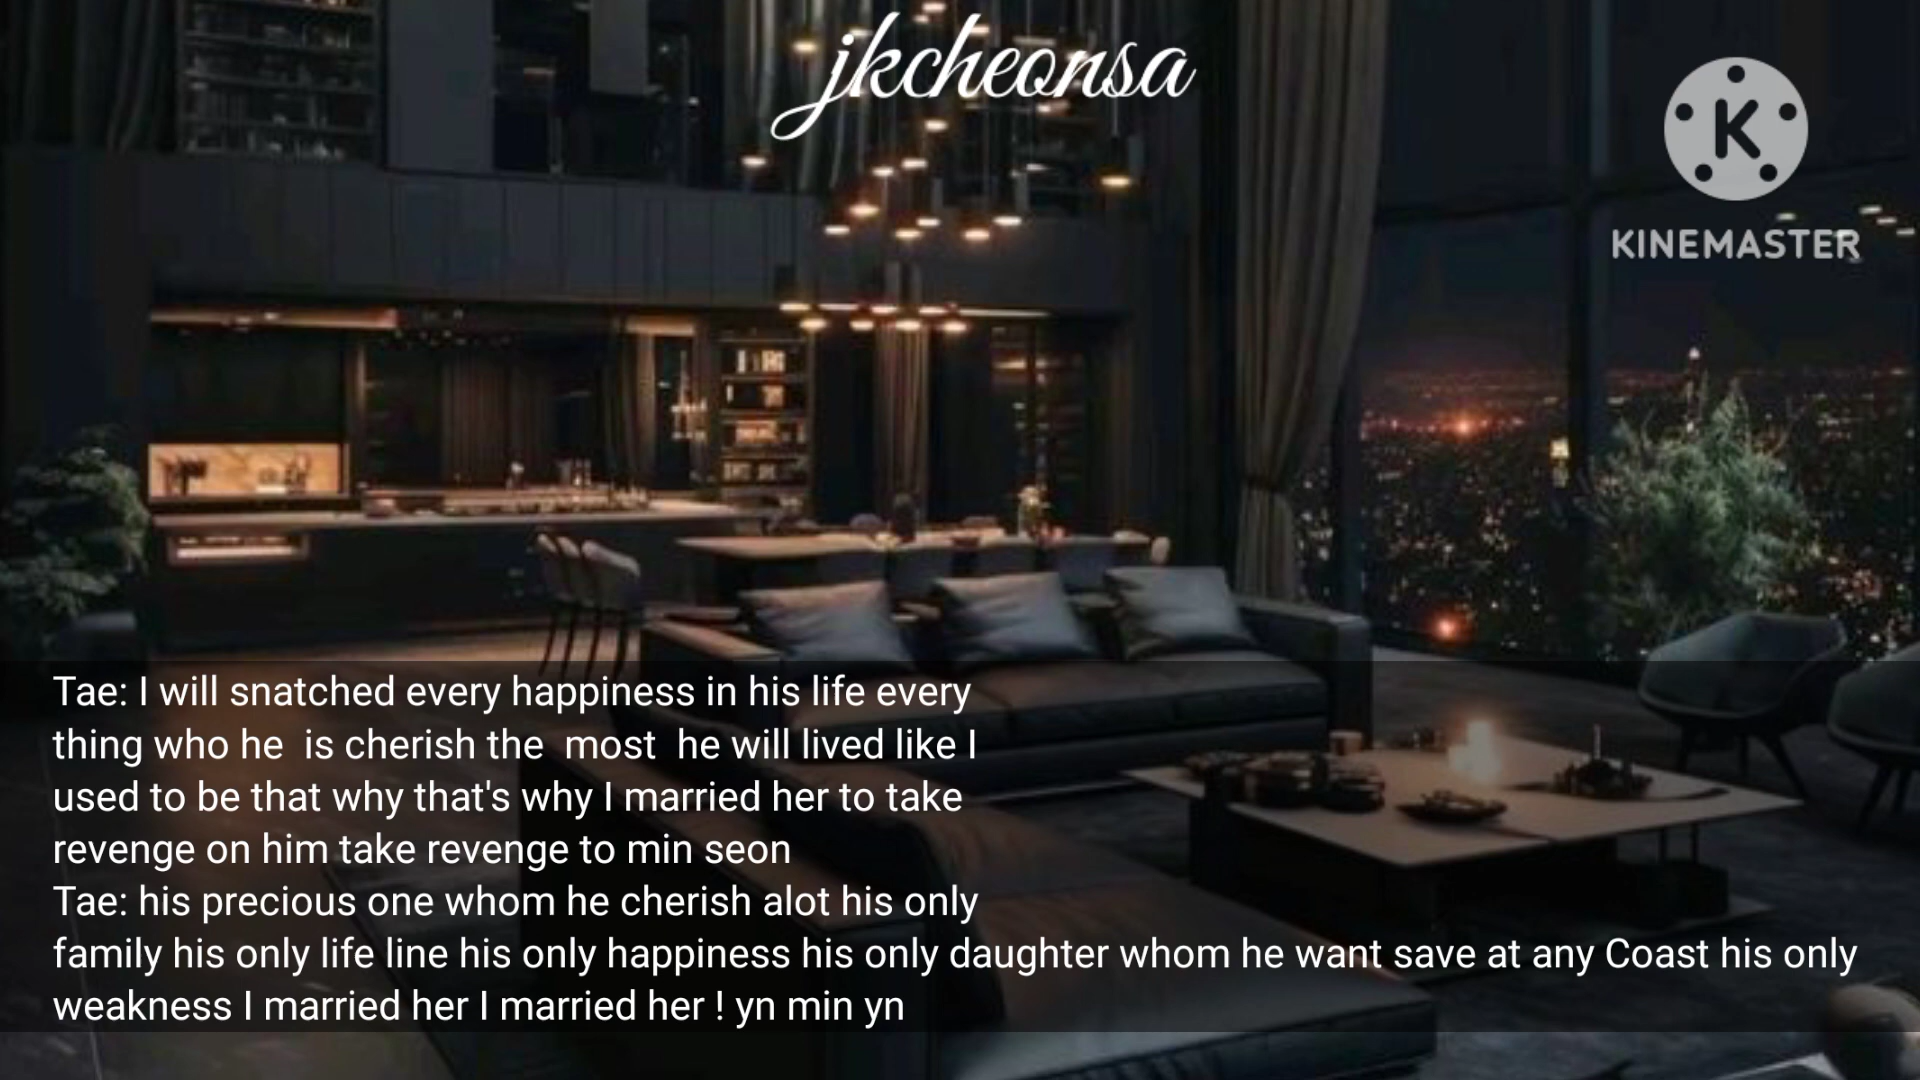 jkcheonsa
K
KINEMASTER
Tae: I will snatched every happiness in his life every
thing who he  is cherish the  most  he will lived like I
used to be that why that's why I married her to take
revenge on him take revenge to min seon
Tae: his precious one whom he cherish alot his only
family his only life line his only happiness his only daughter whom he want save at any Coast his only
weakness I married her I married her ! yn min yn